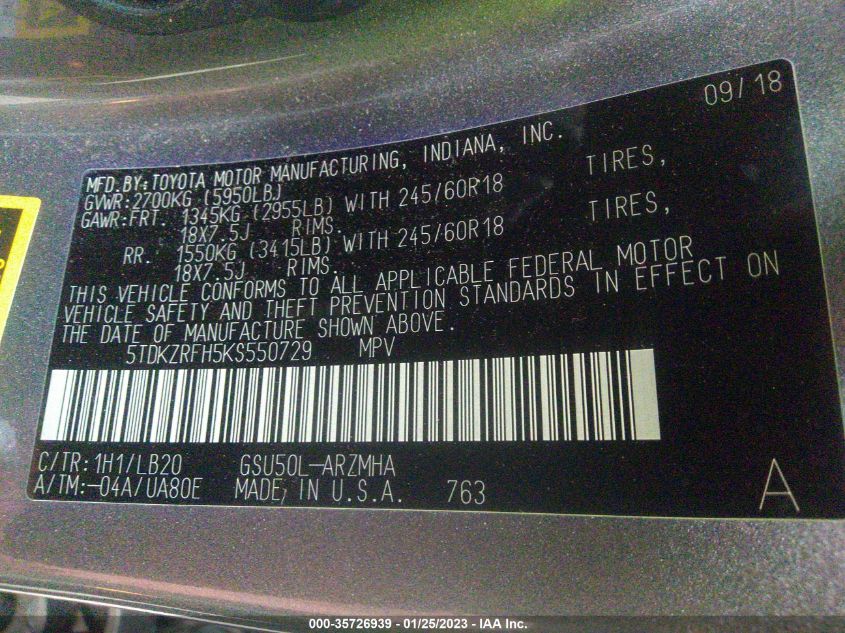 09/18
MFD.BY:TOYOTA MOTOR MANUFACTURING, INDIANA, INC.
GVWR:2700KG (5950LB)
GAWR:FRT. 1345KG (2955LB) WITH 245/60R18 TIRES,
18X7.5J RIMS.
RR. 1550KG (3415LB) WITH 245/60R18 TIRES,
18X7.5J RIMS.
THIS VEHICLE CONFORMS TO ALL APPLICABLE FEDERAL MOTOR
VEHICLE SAFETY AND THEFT PREVENTION STANDARDS IN EFFECT ON
THE DATE OF MANUFACTURE SHOWN ABOVE.
5TDKZRFH5KS550729 MPV
C/TR:1H1/LB20 GSU50L-ARZMHA
A/TM:-04A/UA80E MADE IN U.S.A. 763 A
000-35726939 - 01/25/2023 - IAA Inc.